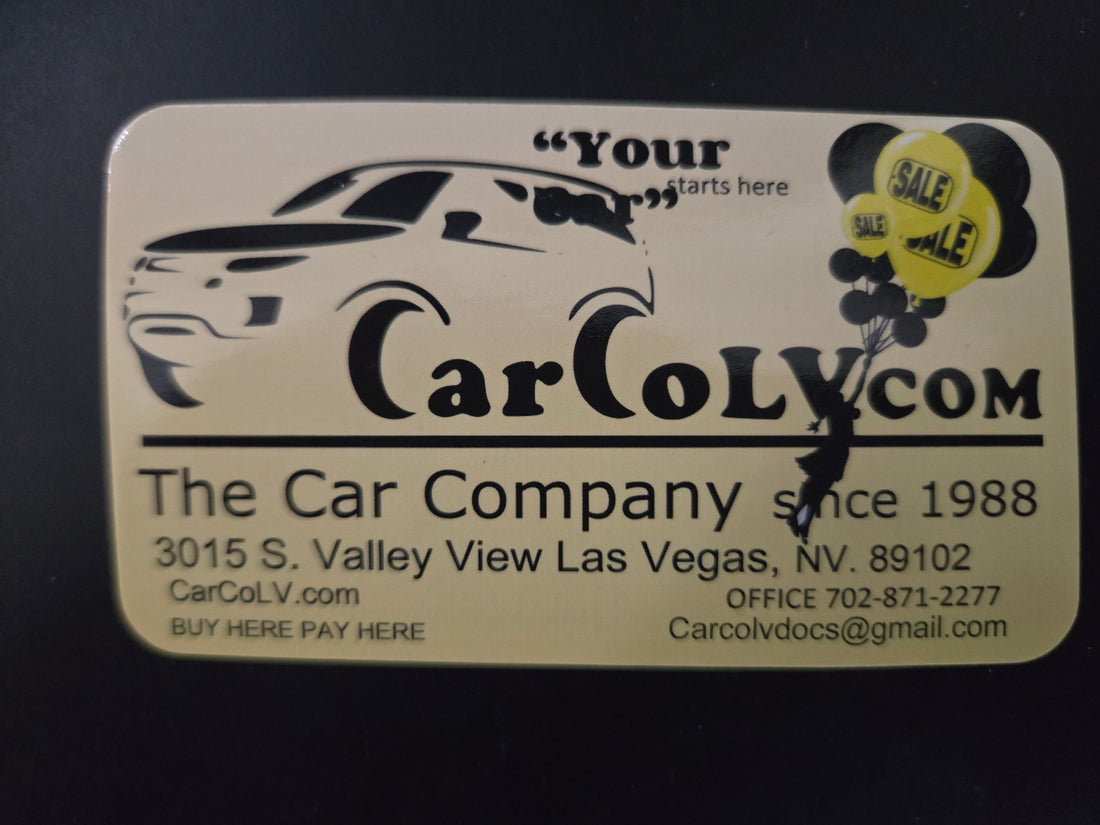 “Your
starts here
Car”
SALE
SALE
SALE
CarCoLV.COM
The Car Company since 1988
3015 S. Valley View Las Vegas, NV. 89102
CarCoLV.com
OFFICE 702-871-2277
BUY HERE PAY HERE
Carcolvdocs@gmail.com